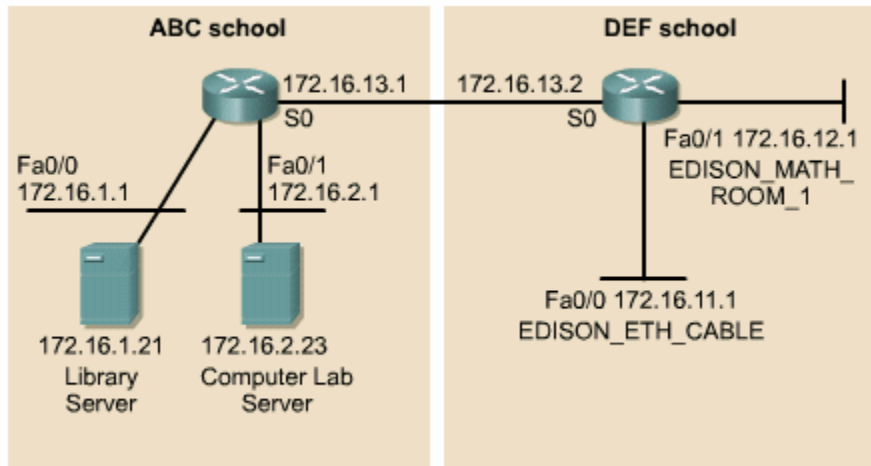 ABC school
DEF school
172.16.13.1
172.16.13.2
S0
S0
Fa0/0
172.16.1.1
Fa0/1
172.16.2.1
Fa0/1 172.16.12.1
EDISON_MATH_
ROOM_1
Fa0/0 172.16.11.1
EDISON_ETH_CABLE
172.16.1.21
Library
Server
172.16.2.23
Computer Lab
Server